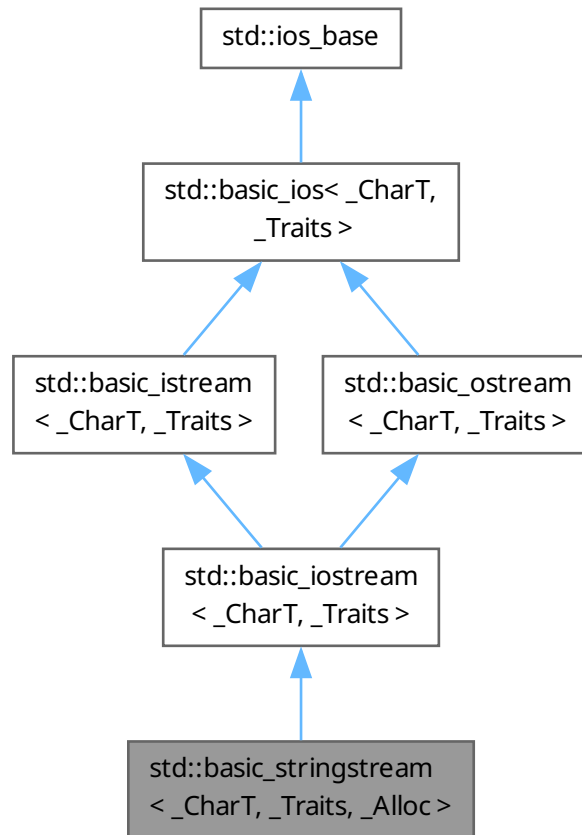 std::ios_base
std::basic_ios< _CharT,
_Traits >
std::basic_istream
< _CharT, _Traits >
std::basic_ostream
< _CharT, _Traits >
std::basic_iostream
< _CharT, _Traits >
std::basic_stringstream
< _CharT, _Traits, _Alloc >